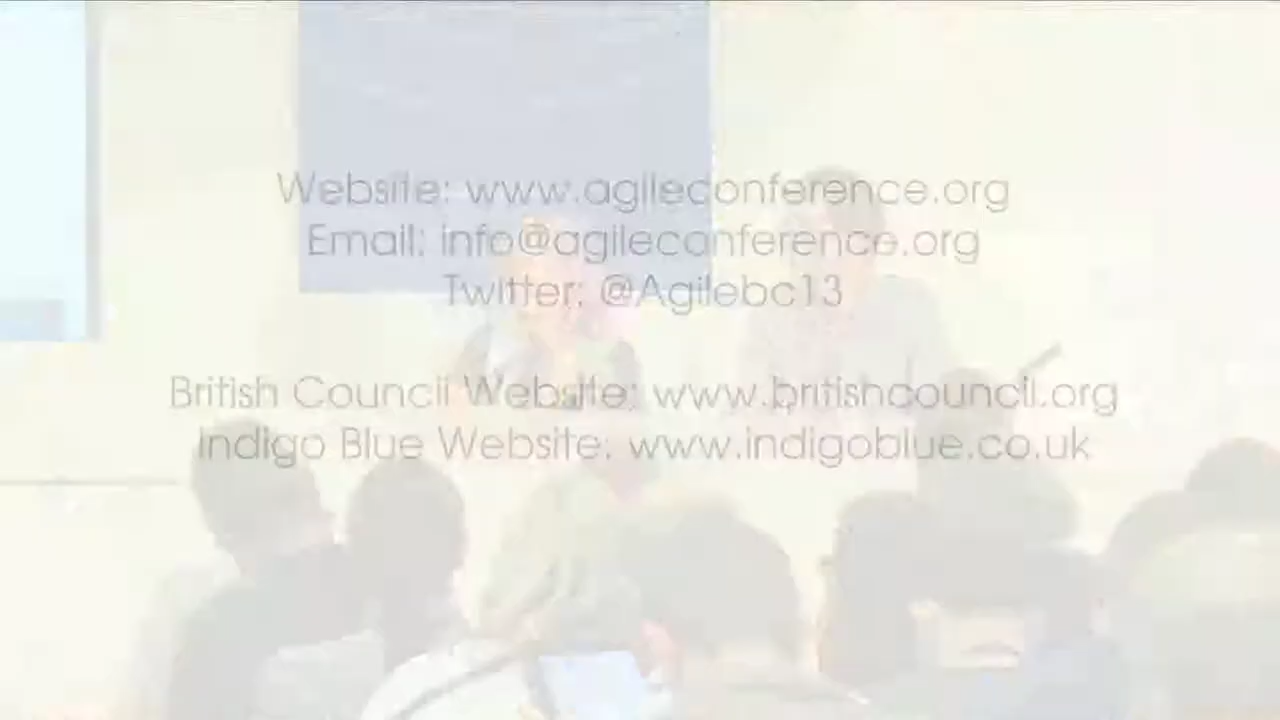 Website: www.agileconference.org
Email: info@agileconference.org
Twitter: @Agilebc13
British Council Website: www.britishcouncil.org
Indigo Blue Website: www.indigoblue.co.uk